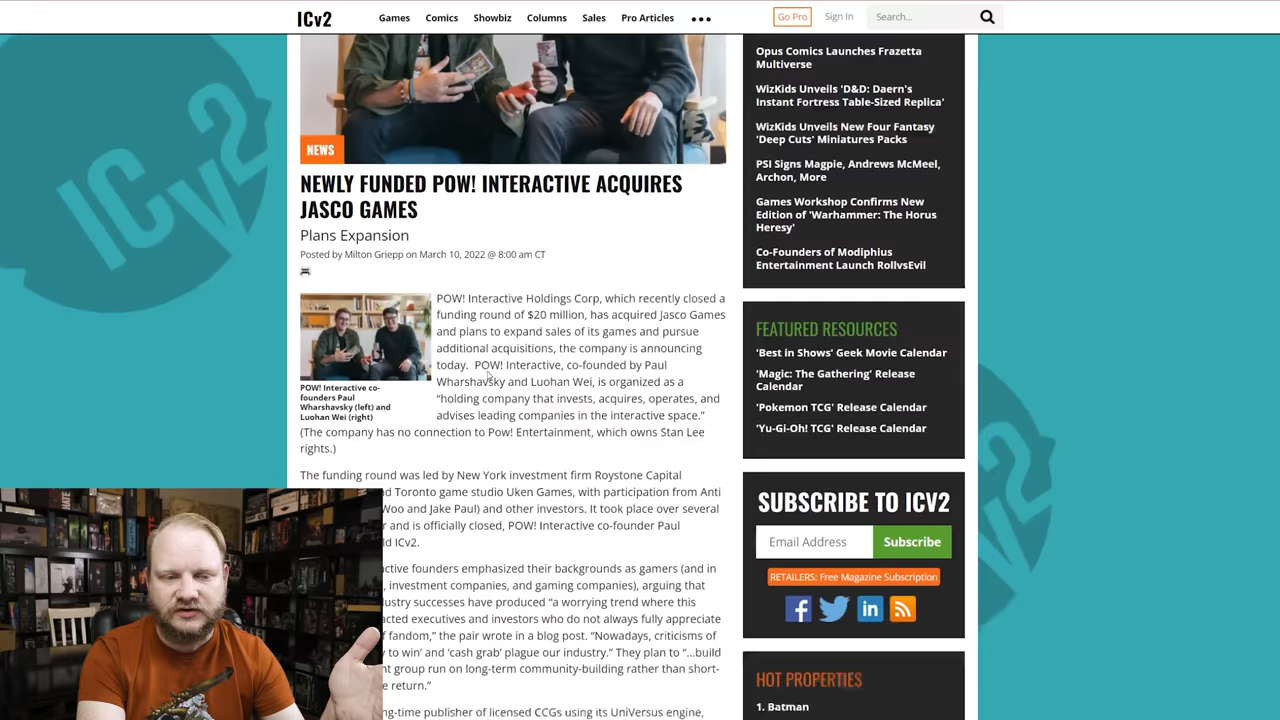 ICv2
Games Comics Showbiz Columns Sales Pro Articles •••
Go Pro Sign In Search...
NEWS
NEWLY FUNDED POW! INTERACTIVE ACQUIRES
JASCO GAMES
Plans Expansion
Posted by Milton Griepp on March 10, 2022 @ 8:00 am CT
POW! Interactive co-
founders Paul
Wharshavsky (left) and
Luohan Wei (right)
POW! Interactive Holdings Corp, which recently closed a
funding round of $20 million, has acquired Jasco Games
and plans to expand sales of its games and pursue
additional acquisitions, the company is announcing
today. POW! Interactive, co-founded by Paul
Wharshavsky and Luohan Wei, is organized as a
“holding company that invests, acquires, operates, and
advises leading companies in the interactive space.”
(The company has no connection to Pow! Entertainment, which owns Stan Lee
rights.)
The funding round was led by New York investment firm Roystone Capital
d Toronto game studio Uken Games, with participation from Anti
Woo and Jake Paul) and other investors. It took place over several
r and is officially closed, POW! Interactive co-founder Paul
ld ICv2.
active founders emphasized their backgrounds as gamers (and in
, investment companies, and gaming companies), arguing that
dustry successes have produced “a worrying trend where this
acted executives and investors who do not always fully appreciate
f fandom,” the pair wrote in a blog post. “Nowadays, criticisms of
y to win’ and ‘cash grab’ plague our industry.” They plan to “...build
nt group run on long-term community-building rather than short-
e return.”
ng-time publisher of licensed CCGs using its UniVersus engine,
Opus Comics Launches Frazetta
Multiverse
WizKids Unveils 'D&D: Daern's
Instant Fortress Table-Sized Replica'
WizKids Unveils New Four Fantasy
'Deep Cuts' Miniatures Packs
PSI Signs Magpie, Andrews McMeel,
Archon, More
Games Workshop Confirms New
Edition of 'Warhammer: The Horus
Heresy'
Co-Founders of Modiphius
Entertainment Launch RollvsEvil
FEATURED RESOURCES
'Best in Shows' Geek Movie Calendar
'Magic: The Gathering' Release
Calendar
'Pokemon TCG' Release Calendar
'Yu-Gi-Oh! TCG' Release Calendar
SUBSCRIBE TO ICV2
Email Address Subscribe
RETAILERS: Free Magazine Subscription
HOT PROPERTIES
1. Batman
ICv2